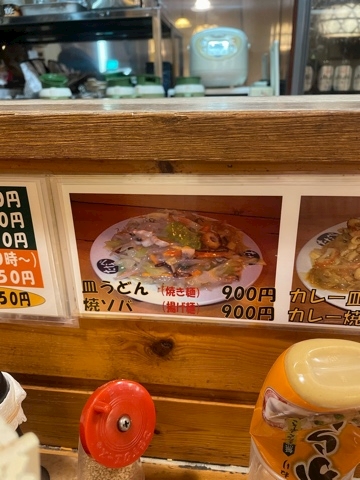 0円
0円
0円
0時～)
50円
50円
皿うどん (焼き麺) 900円
焼ソバ (揚げ麺) 900円
カレー皿
カレー焼